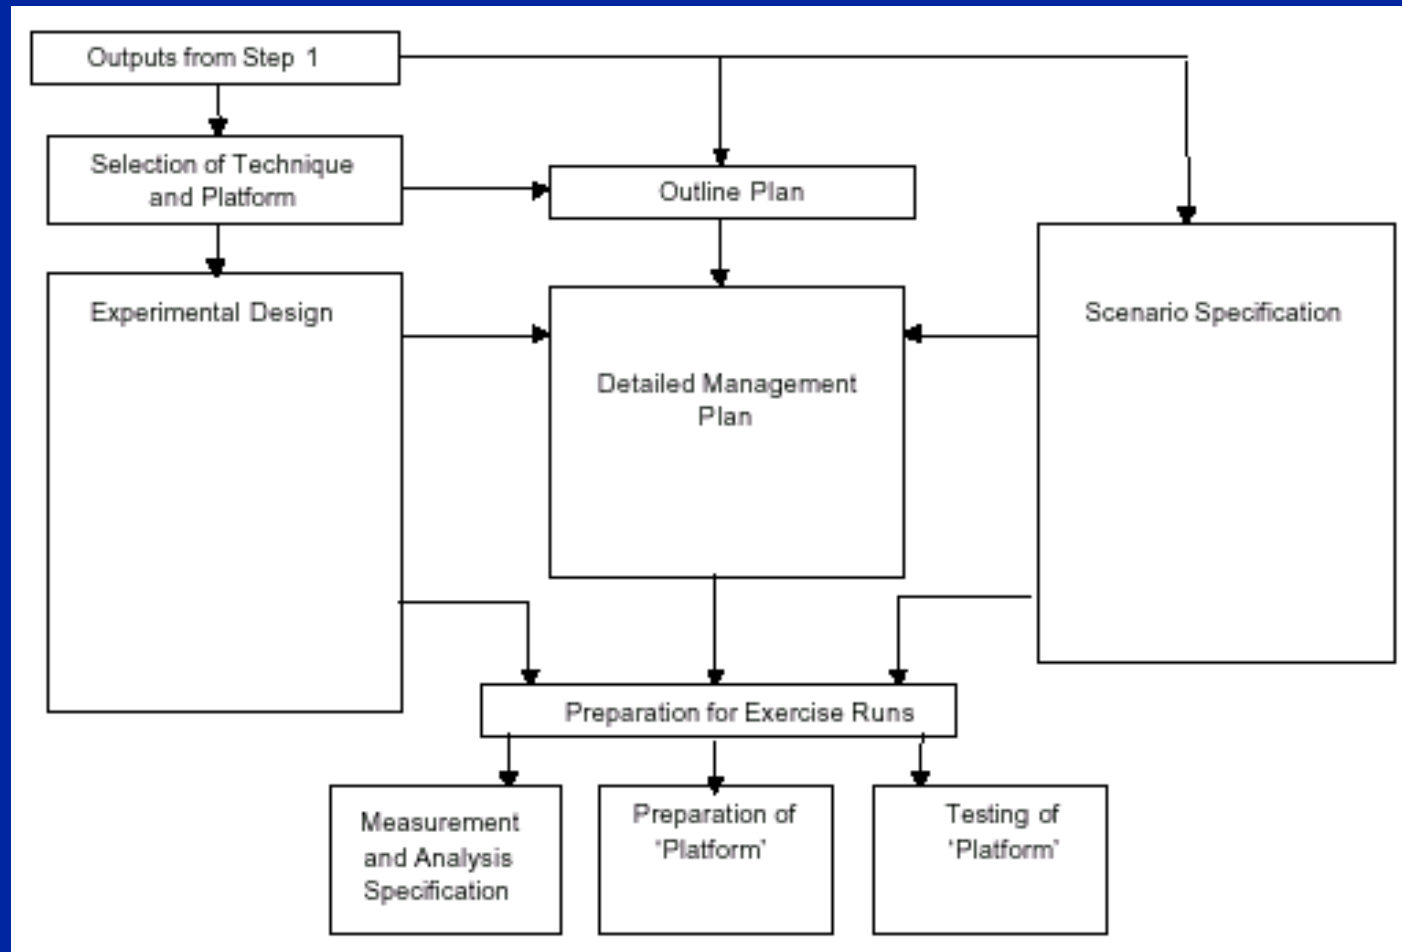 Outputs from Step 1
Selection of Technique
and Platform
Outline Plan
Experimental Design
Scenario Specification
Detailed Management
Plan
Preparation for Exercise Runs
Measurement
and Analysis
Specification
Preparation of
‘Platform’
Testing of
‘Platform’